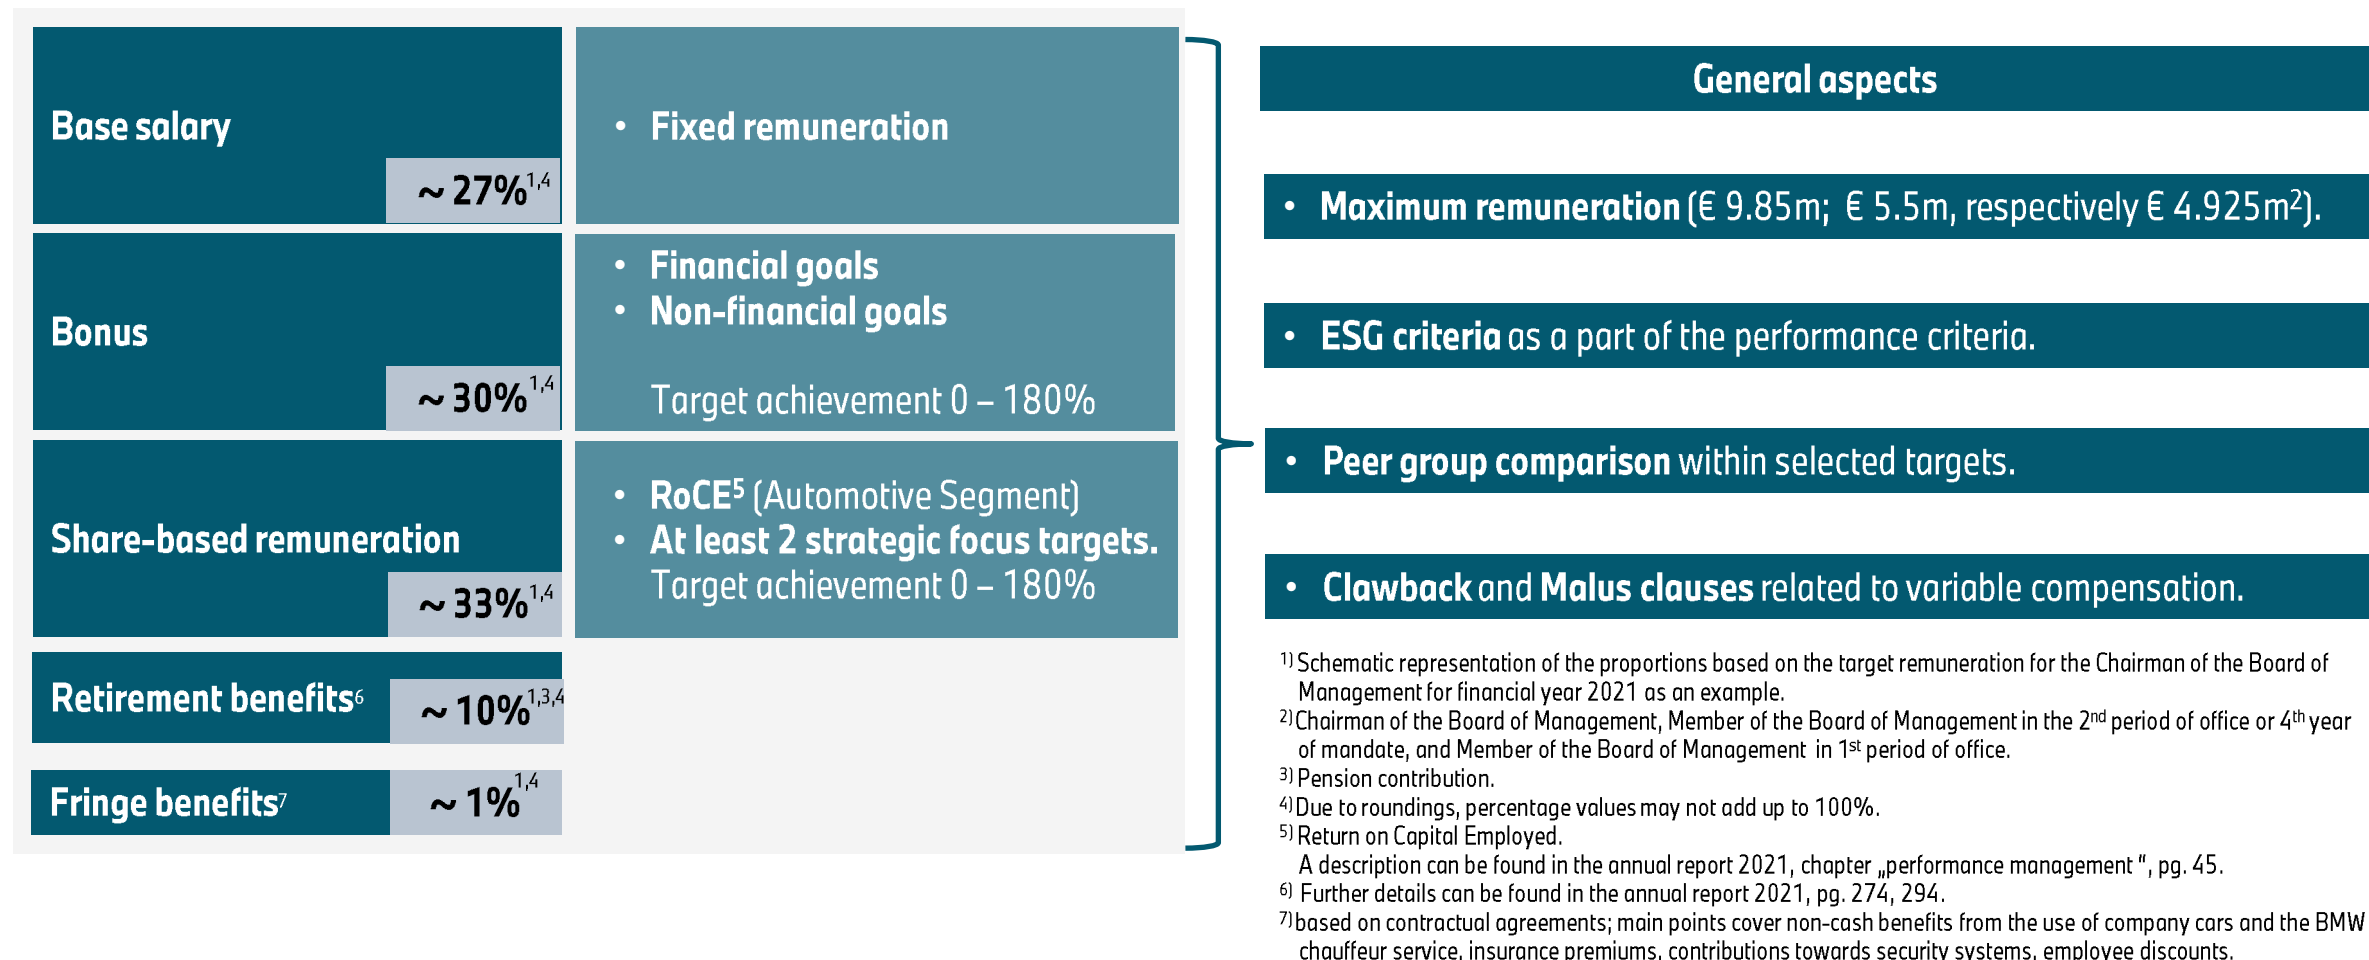 Base salary
~ 27%1,4
• Fixed remuneration
Bonus
~ 30%1,4
• Financial goals
• Non-financial goals
Target achievement 0 – 180%
Share-based remuneration
~ 33%1,4
• RoCE5 (Automotive Segment)
• At least 2 strategic focus targets.
Target achievement 0 – 180%
Retirement benefits6
~ 10%1,3,4
Fringe benefits7
~ 1%1,4
General aspects
• Maximum remuneration (€ 9.85m; € 5.5m, respectively € 4.925m2).
• ESG criteria as a part of the performance criteria.
• Peer group comparison within selected targets.
• Clawback and Malus clauses related to variable compensation.
1) Schematic representation of the proportions based on the target remuneration for the Chairman of the Board of
Management for financial year 2021 as an example.
2) Chairman of the Board of Management, Member of the Board of Management in the 2nd period of office or 4th year
of mandate, and Member of the Board of Management in 1st period of office.
3) Pension contribution.
4) Due to roundings, percentage values may not add up to 100%.
5) Return on Capital Employed.
A description can be found in the annual report 2021, chapter „performance management “, pg. 45.
6) Further details can be found in the annual report 2021, pg. 274, 294.
7) based on contractual agreements; main points cover non-cash benefits from the use of company cars and the BMW
chauffeur service, insurance premiums, contributions towards security systems, employee discounts.